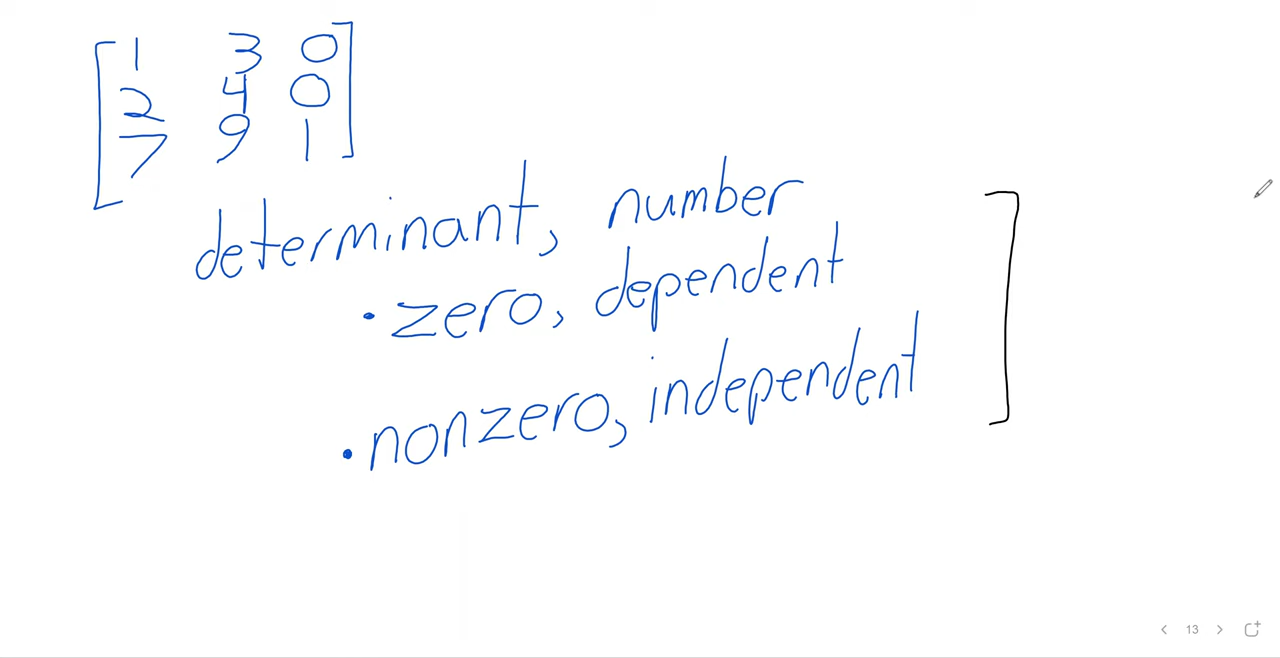 1 3 0
2 4 0
7 9 1
determinant, number
• zero, dependent
• nonzero, independent
13